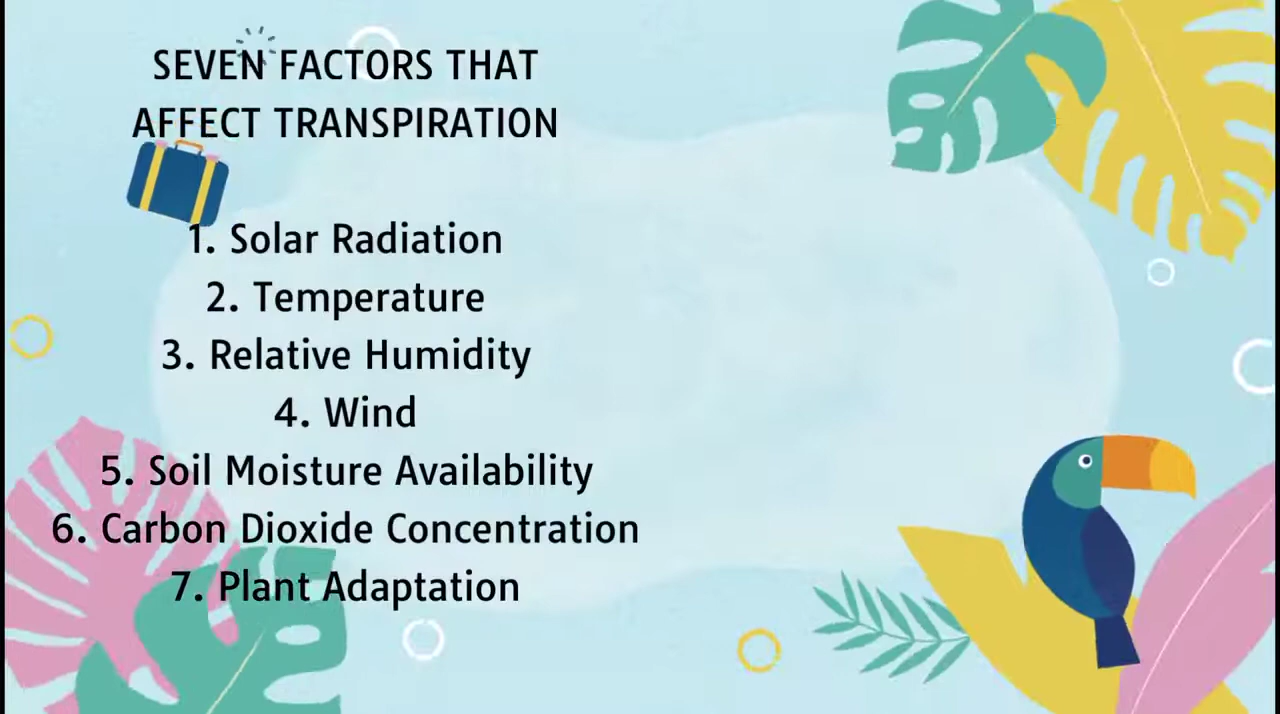 SEVEN FACTORS THAT
AFFECT TRANSPIRATION
1. Solar Radiation
2. Temperature
3. Relative Humidity
4. Wind
5. Soil Moisture Availability
6. Carbon Dioxide Concentration
7. Plant Adaptation